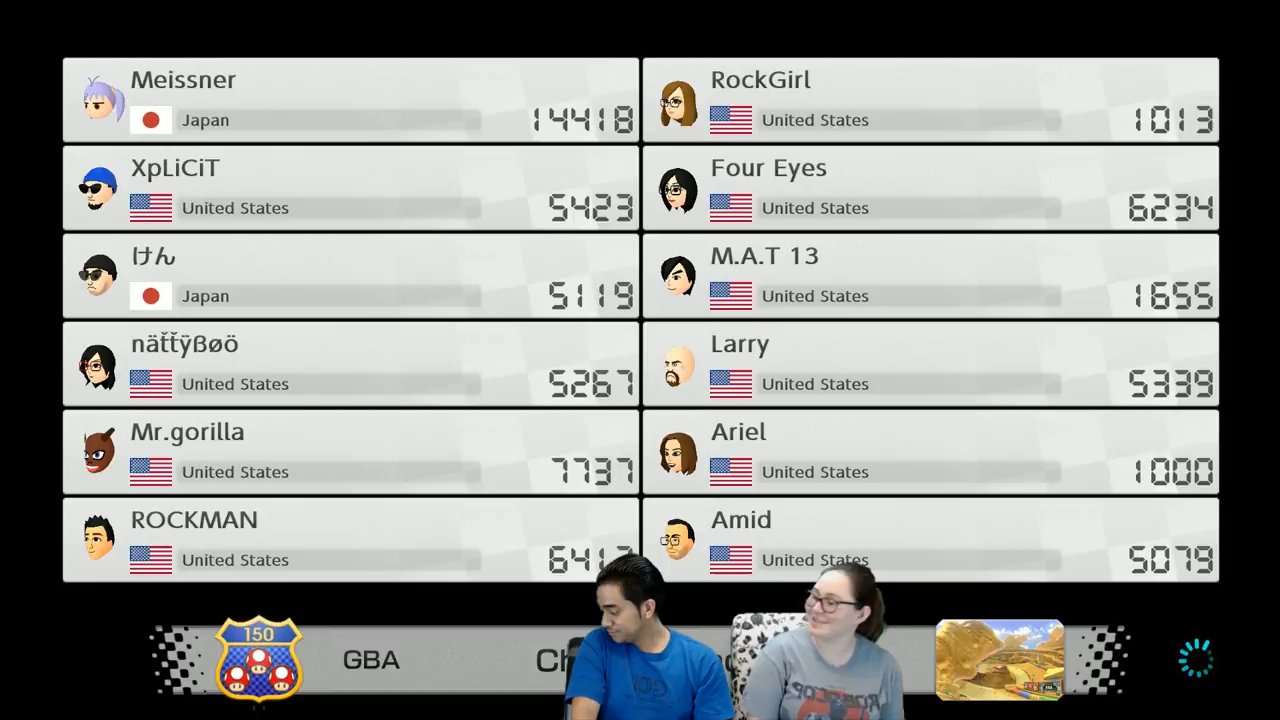 Meissner
Japan
14418
RockGirl
United States
1013
XpLiCiT
United States
5423
Four Eyes
United States
6234
けん
Japan
5119
M.A.T 13
United States
1655
näťťÿßøö
United States
5267
Larry
United States
5339
Mr.gorilla
United States
7737
Ariel
United States
1000
ROCKMAN
United States
Amid
United States
5079
150
GBA